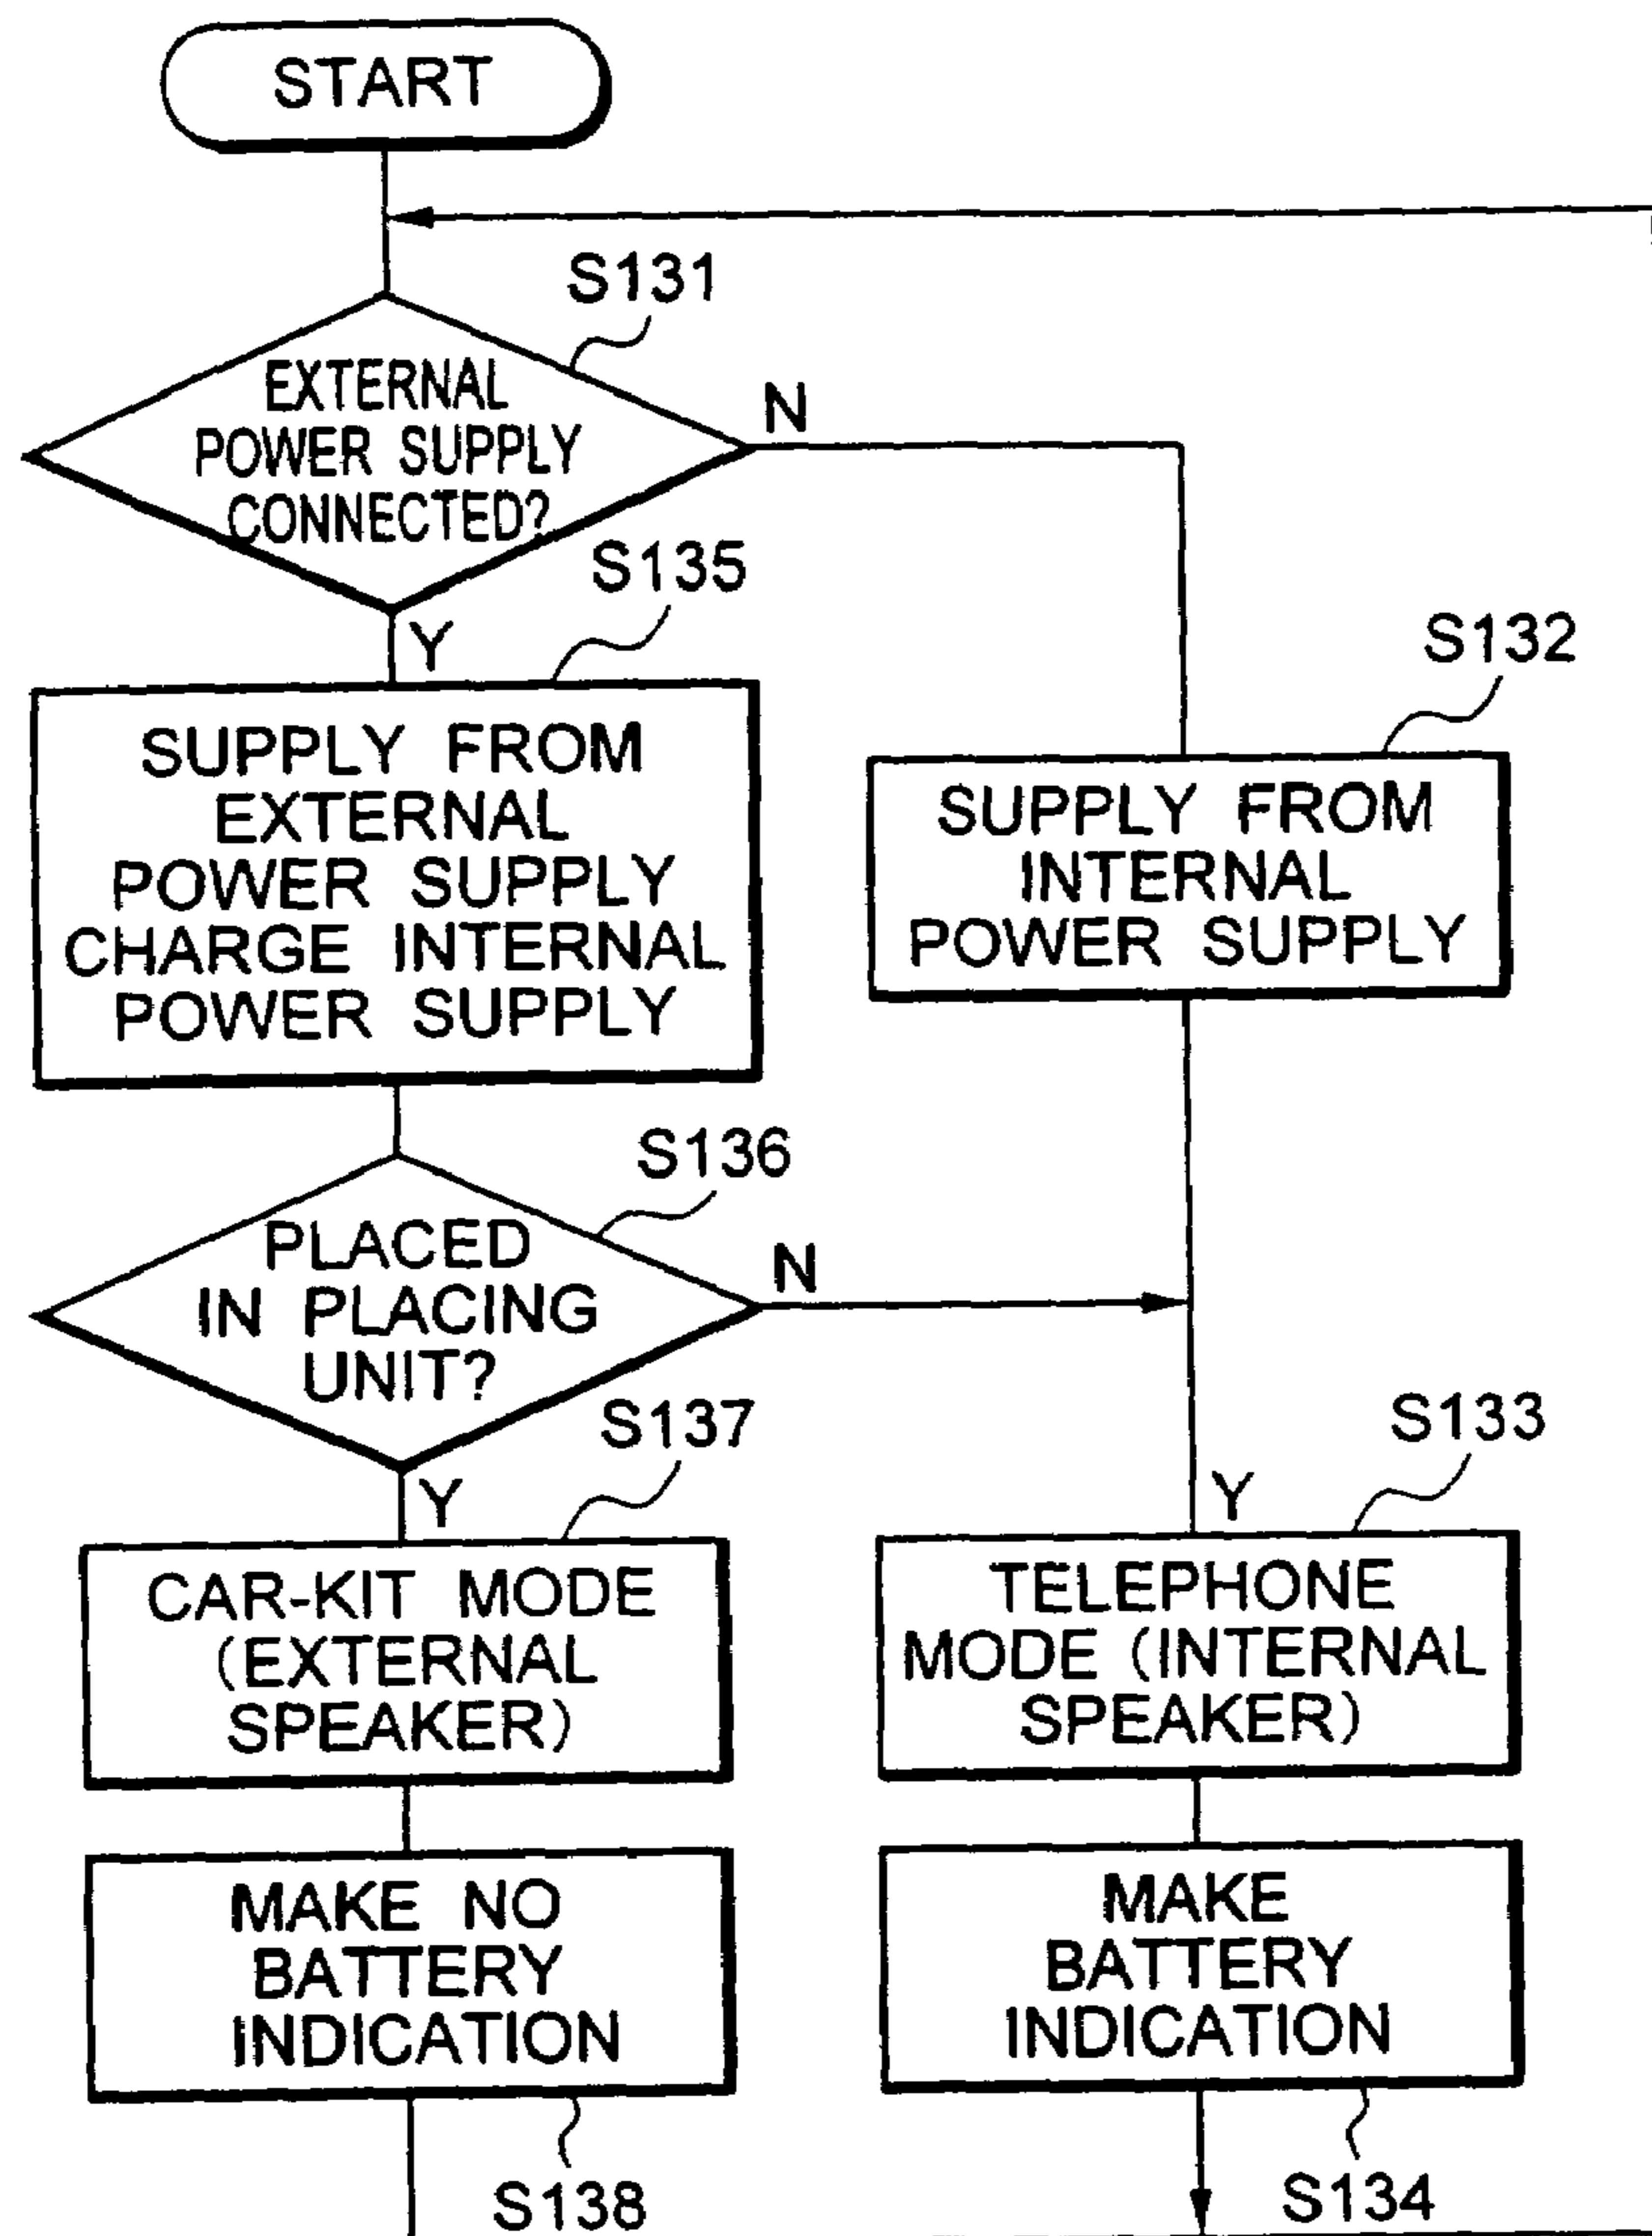 START
S131
EXTERNAL
POWER SUPPLY
CONNECTED?
N
S135
Y
S132
SUPPLY FROM
EXTERNAL
POWER SUPPLY
CHARGE INTERNAL
POWER SUPPLY
SUPPLY FROM
INTERNAL
POWER SUPPLY
S136
PLACED
IN PLACING
UNIT?
N
S137
Y
S133
Y
CAR-KIT MODE
(EXTERNAL
SPEAKER)
TELEPHONE
MODE (INTERNAL
SPEAKER)
MAKE NO
BATTERY
INDICATION
MAKE
BATTERY
INDICATION
S138
S134